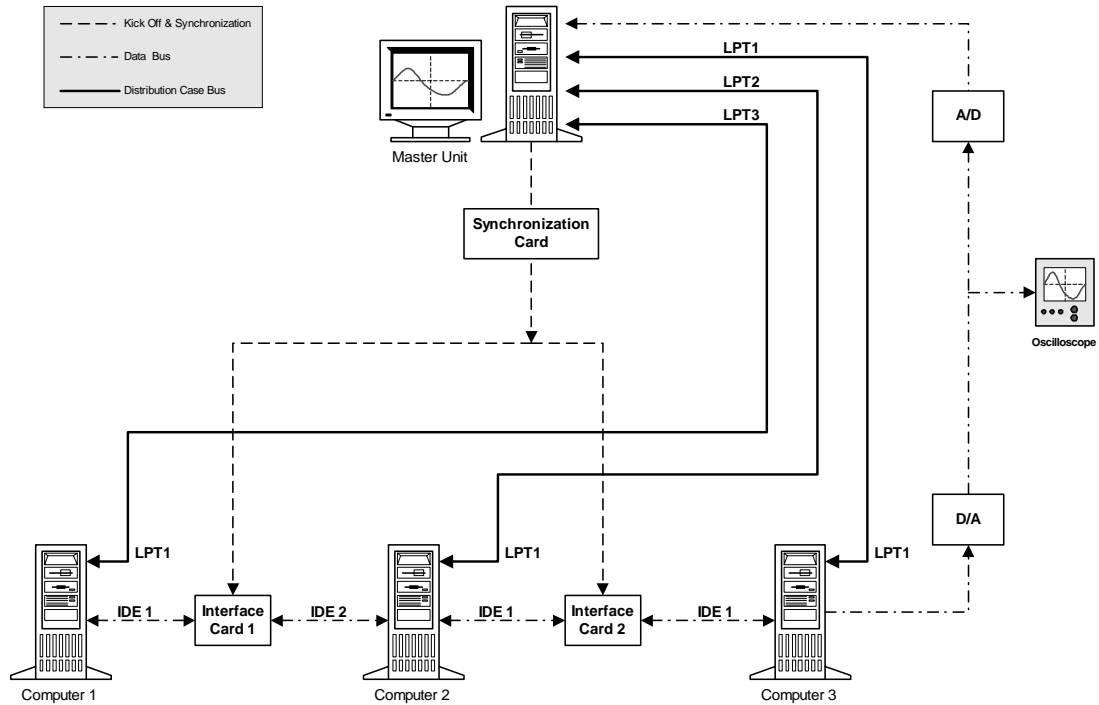 Kick Off & Synchronization
Data Bus
Distribution Case Bus
Master Unit
LPT1
LPT2
LPT3
A/D
Synchronization
Card
Oscilloscope
D/A
LPT1
LPT1
LPT1
IDE 1
Interface
Card 1
IDE 2
IDE 1
Interface
Card 2
IDE 1
Computer 1
Computer 2
Computer 3